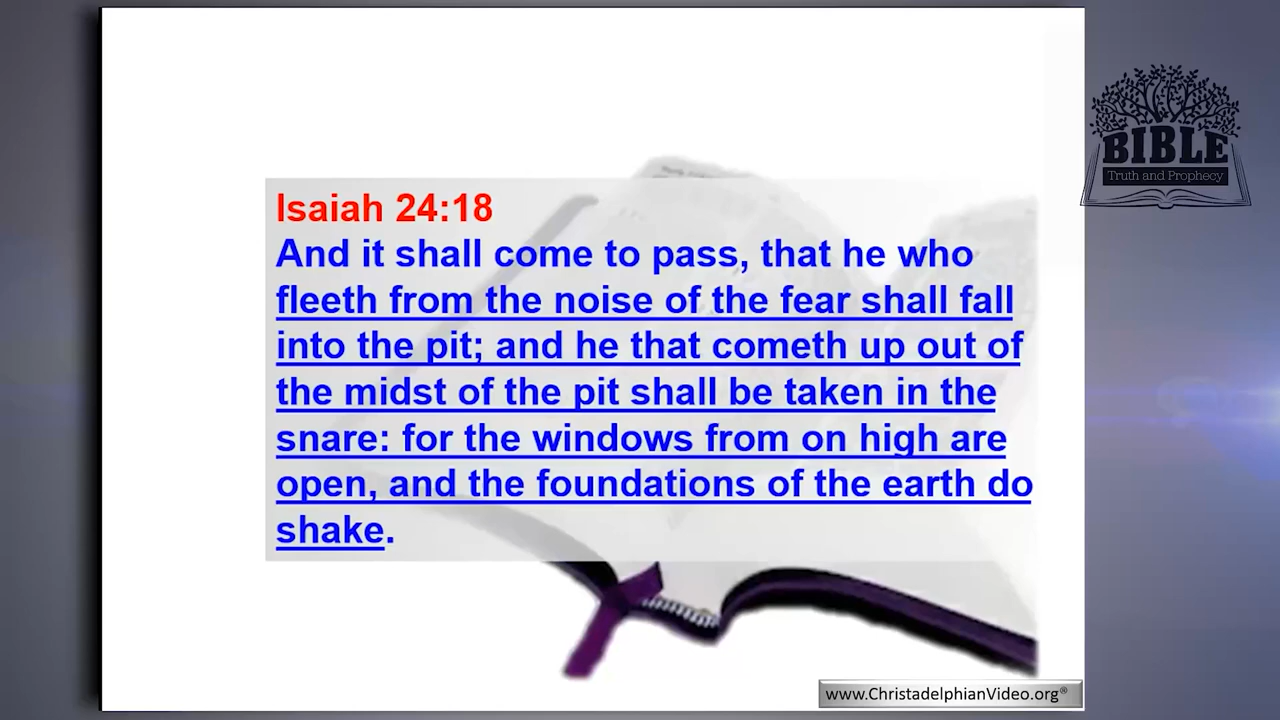 Isaiah 24:18
And it shall come to pass, that he who
fleeth from the noise of the fear shall fall
into the pit; and he that cometh up out of
the midst of the pit shall be taken in the
snare: for the windows from on high are
open, and the foundations of the earth do
shake.
BIBLE
Truth and Prophecy
www.ChristadelphianVideo.org®